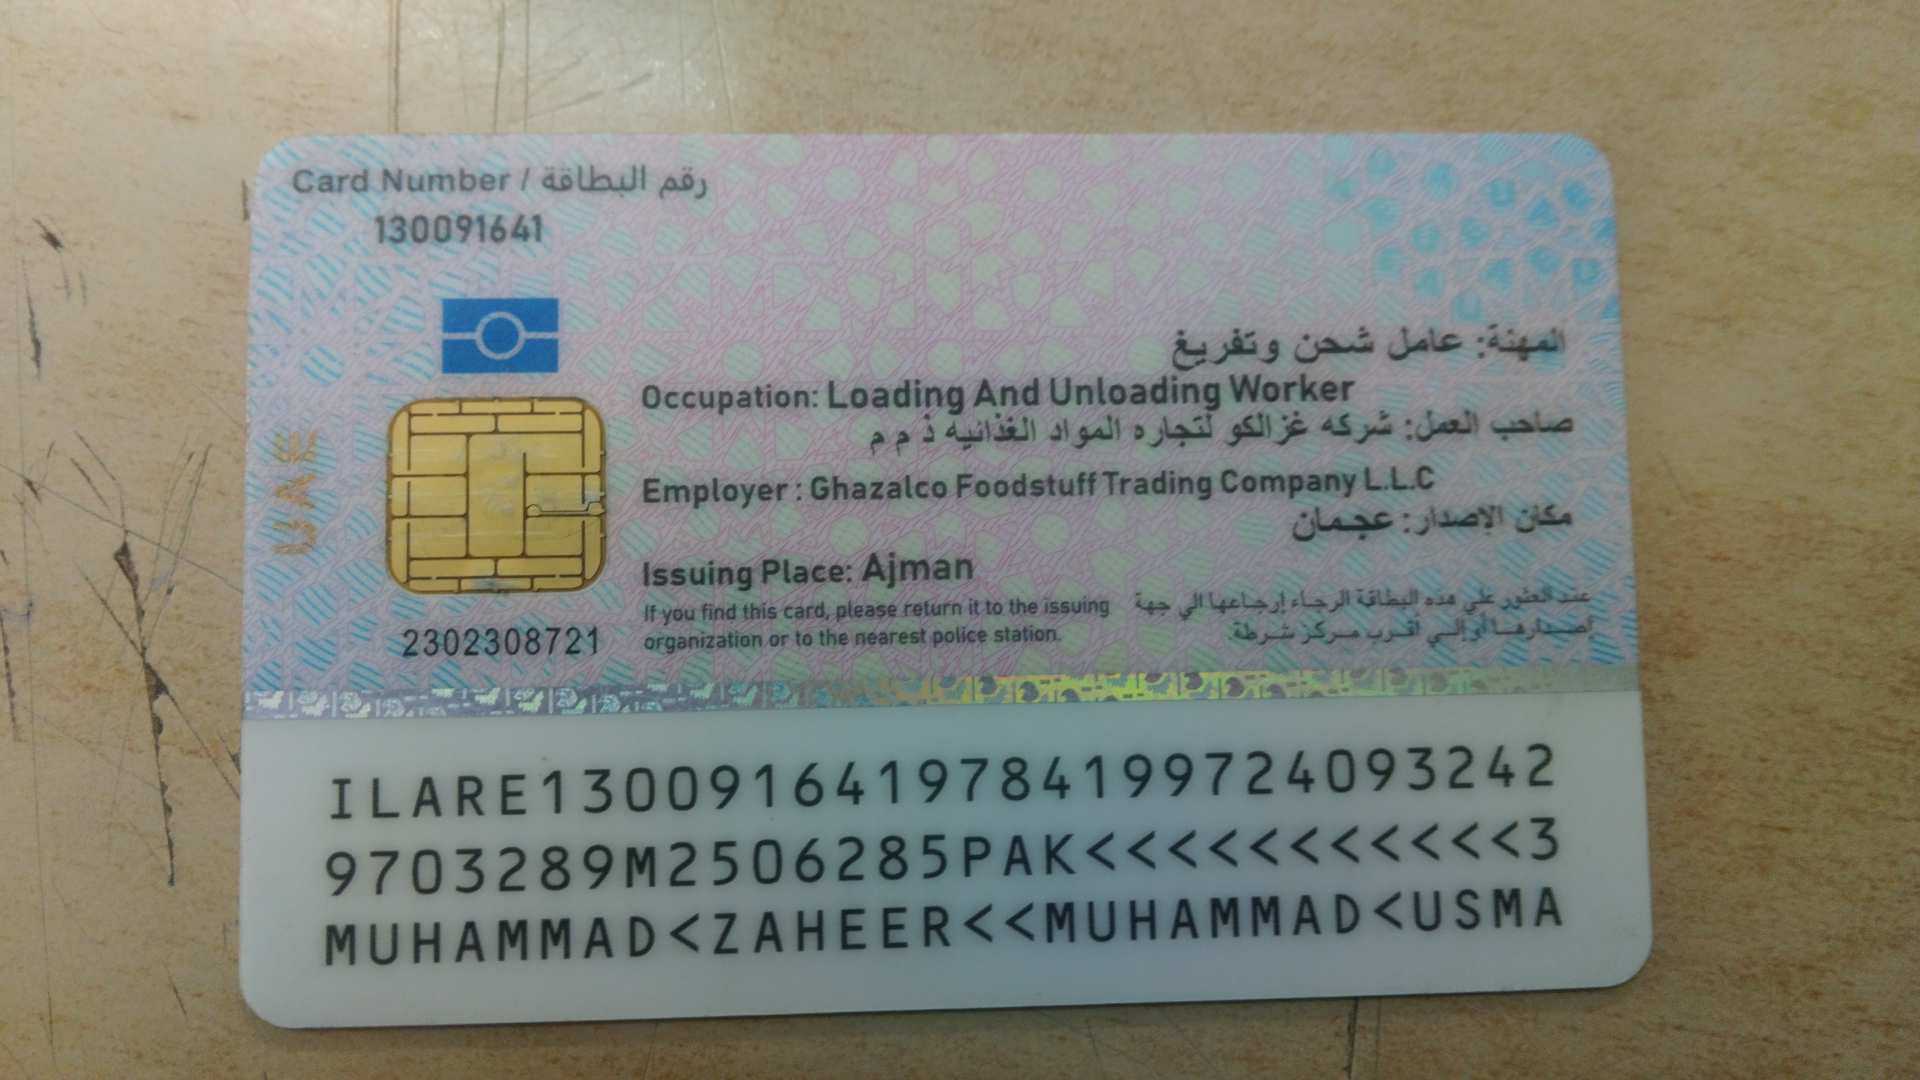 Card Number / رقم البطاقة
130091641
المهنة: عامل شحن وتفريغ
Occupation: Loading And Unloading Worker
صاحب العمل: شركه غزالكو لتجاره المواد الغذائيه ذ م م
Employer : Ghazalco Foodstuff Trading Company L.L.C
مكان الإصدار: عجمان
Issuing Place: Ajman
If you find this card, please return it to the issuing
organization or to the nearest police station.
عند العثور علي هذه البطاقة الرجاء إرجاعها الي جهة
اصدارها أو إلي اقرب مركز شرطة.
UAE
2302308721
ILARE1300916419784199724093242
9703289M2506285PAK<<<<<<<<<<<3
MUHAMMAD<ZAHEER<<MUHAMMAD<USMA